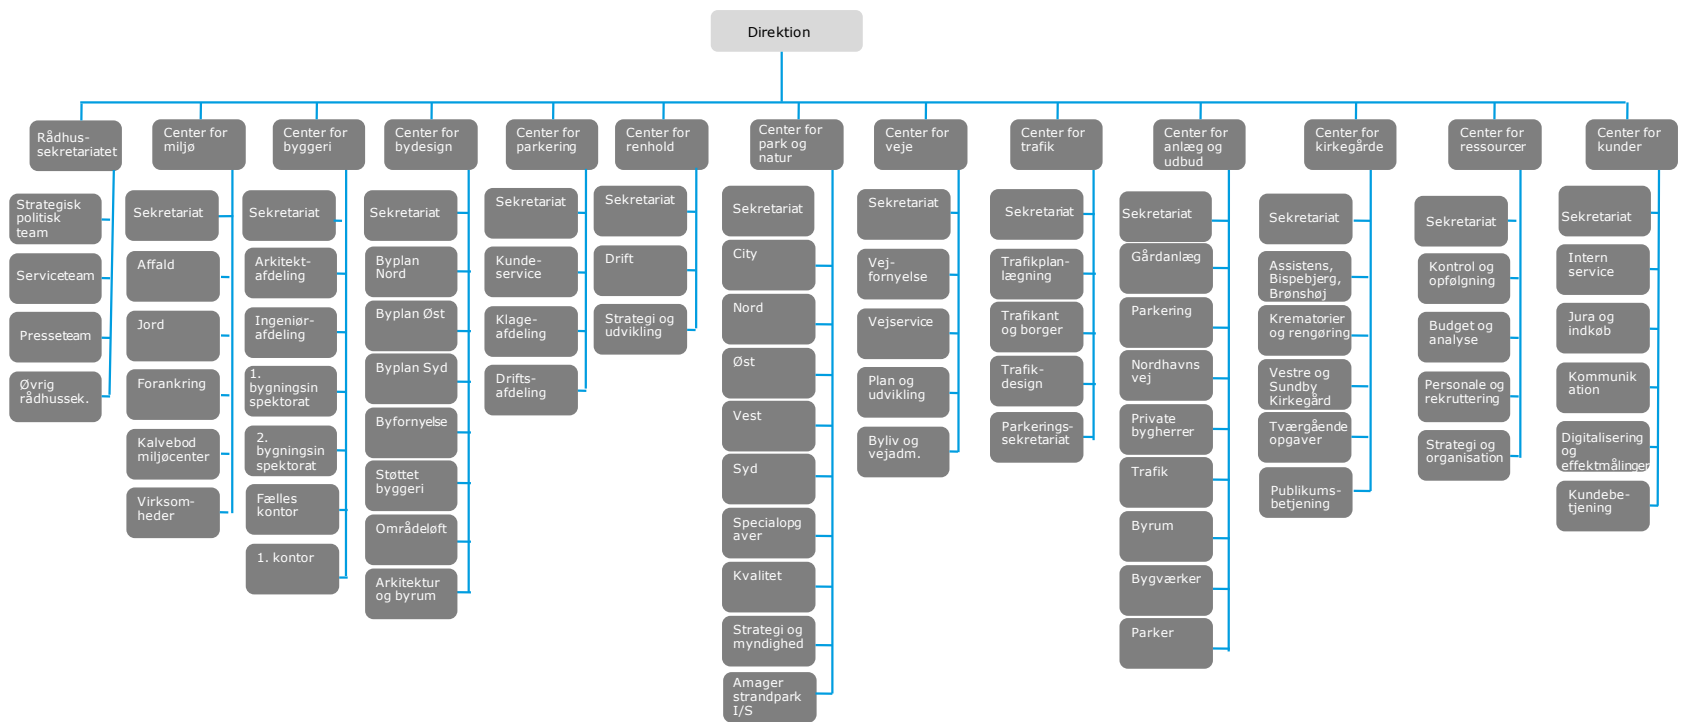 Direktion
Rådhus-
sekretariatet
Strategisk
politisk
team
Serviceteam
Presseteam
Øvrig
rådhussek.
Center for
miljø
Sekretariat
Affald
Jord
Forankring
Kalvebod
miljøcenter
Virksom-
heder
Center for
byggeri
Sekretariat
Arkitekt-
afdeling
Ingeniør-
afdeling
1.
bygningsin
spektorat
2.
bygningsin
spektorat
Fælles
kontor
1. kontor
Center for
bydesign
Sekretariat
Byplan
Nord
Byplan Øst
Byplan Syd
Byfornyelse
Støttet
byggeri
Områdeløft
Arkitektur
og byrum
Center for
parkering
Sekretariat
Kunde-
service
Klage-
afdeling
Drifts-
afdeling
Center for
renhold
Sekretariat
Drift
Strategi og
udvikling
Center for
park og
natur
Sekretariat
City
Nord
Øst
Vest
Syd
Specialopg
aver
Kvalitet
Strategi og
myndighed
Amager
strandpark
I/S
Center for
veje
Sekretariat
Vej-
fornyelse
Vejservice
Plan og
udvikling
Byliv og
vejadm.
Center for
trafik
Sekretariat
Trafikplan-
lægning
Trafikant
og borger
Trafik-
design
Parkerings-
sekretariat
Center for
anlæg og
udbud
Sekretariat
Gårdanlæg
Parkering
Nordhavns
vej
Private
bygherrer
Trafik
Byrum
Bygværker
Parker
Center for
kirkegårde
Sekretariat
Assistens,
Bispebjerg,
Brønshøj
Krematorier
og rengøring
Vestre og
Sundby
Kirkegård
Tværgående
opgaver
Publikums-
betjening
Center for
ressourcer
Sekretariat
Kontrol og
opfølgning
Budget og
analyse
Personale og
rekruttering
Strategi og
organisation
Center for
kunder
Sekretariat
Intern
service
Jura og
indkøb
Kommunik
ation
Digitalisering
og
effektmålinger
Kundebe-
tjening